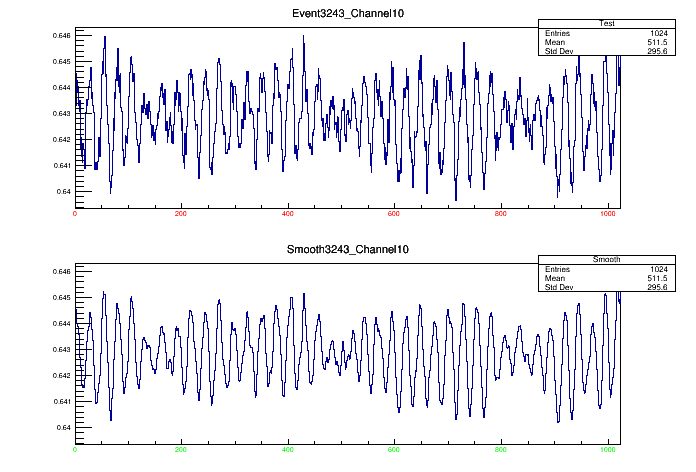 Event3243_Channel10
Test
Entries 1024
Mean 511.5
Std Dev 295.6
0.646
0.645
0.644
0.643
0.642
0.641
0.64
0 200 400 600 800 1000
Smooth3243_Channel10
Smooth
Entries 1024
Mean 511.5
Std Dev 295.6
0.646
0.645
0.644
0.643
0.642
0.641
0.64
0 200 400 600 800 1000